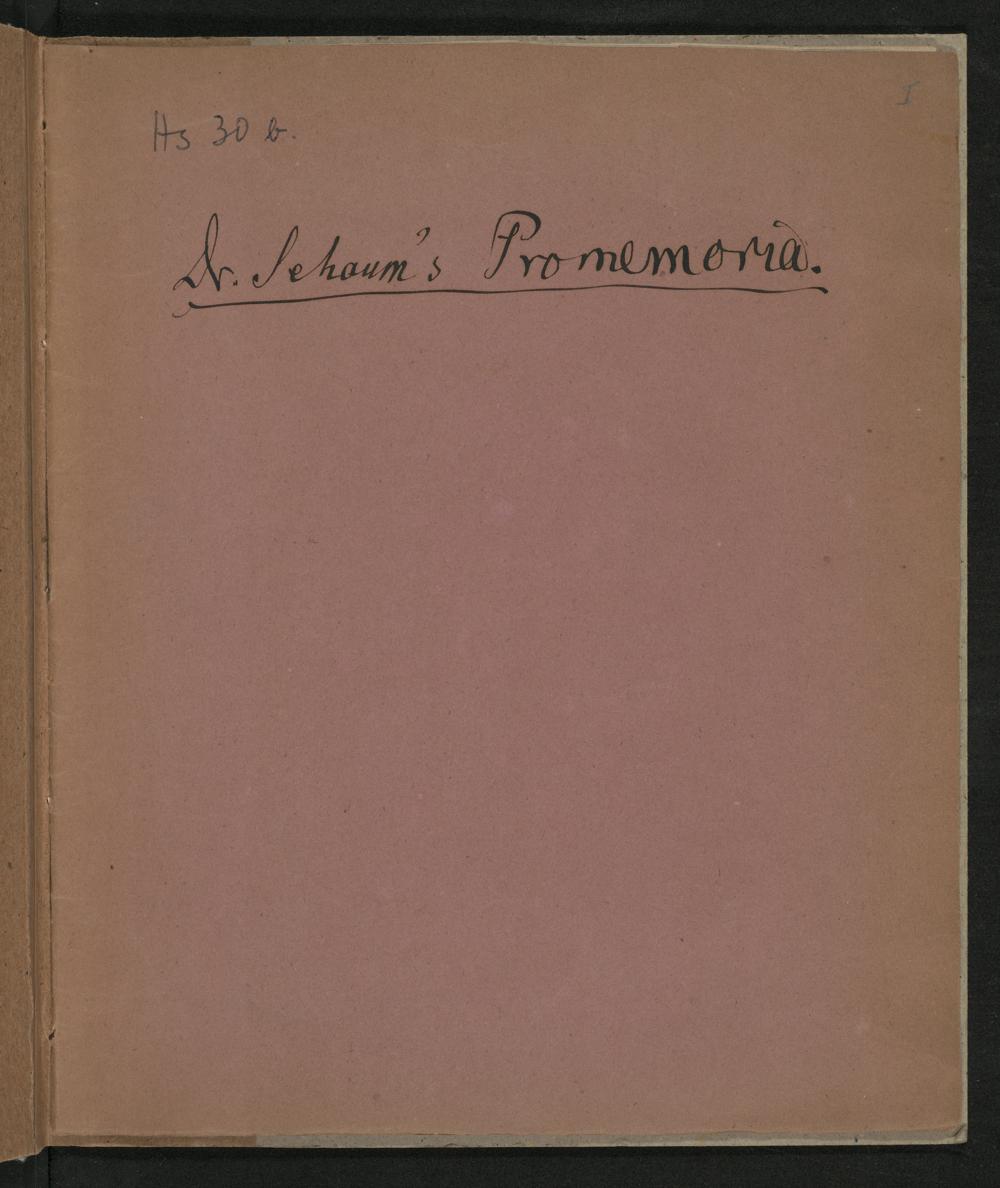 I
Hs 30 b.
Dr. Schaum's Promemoria.